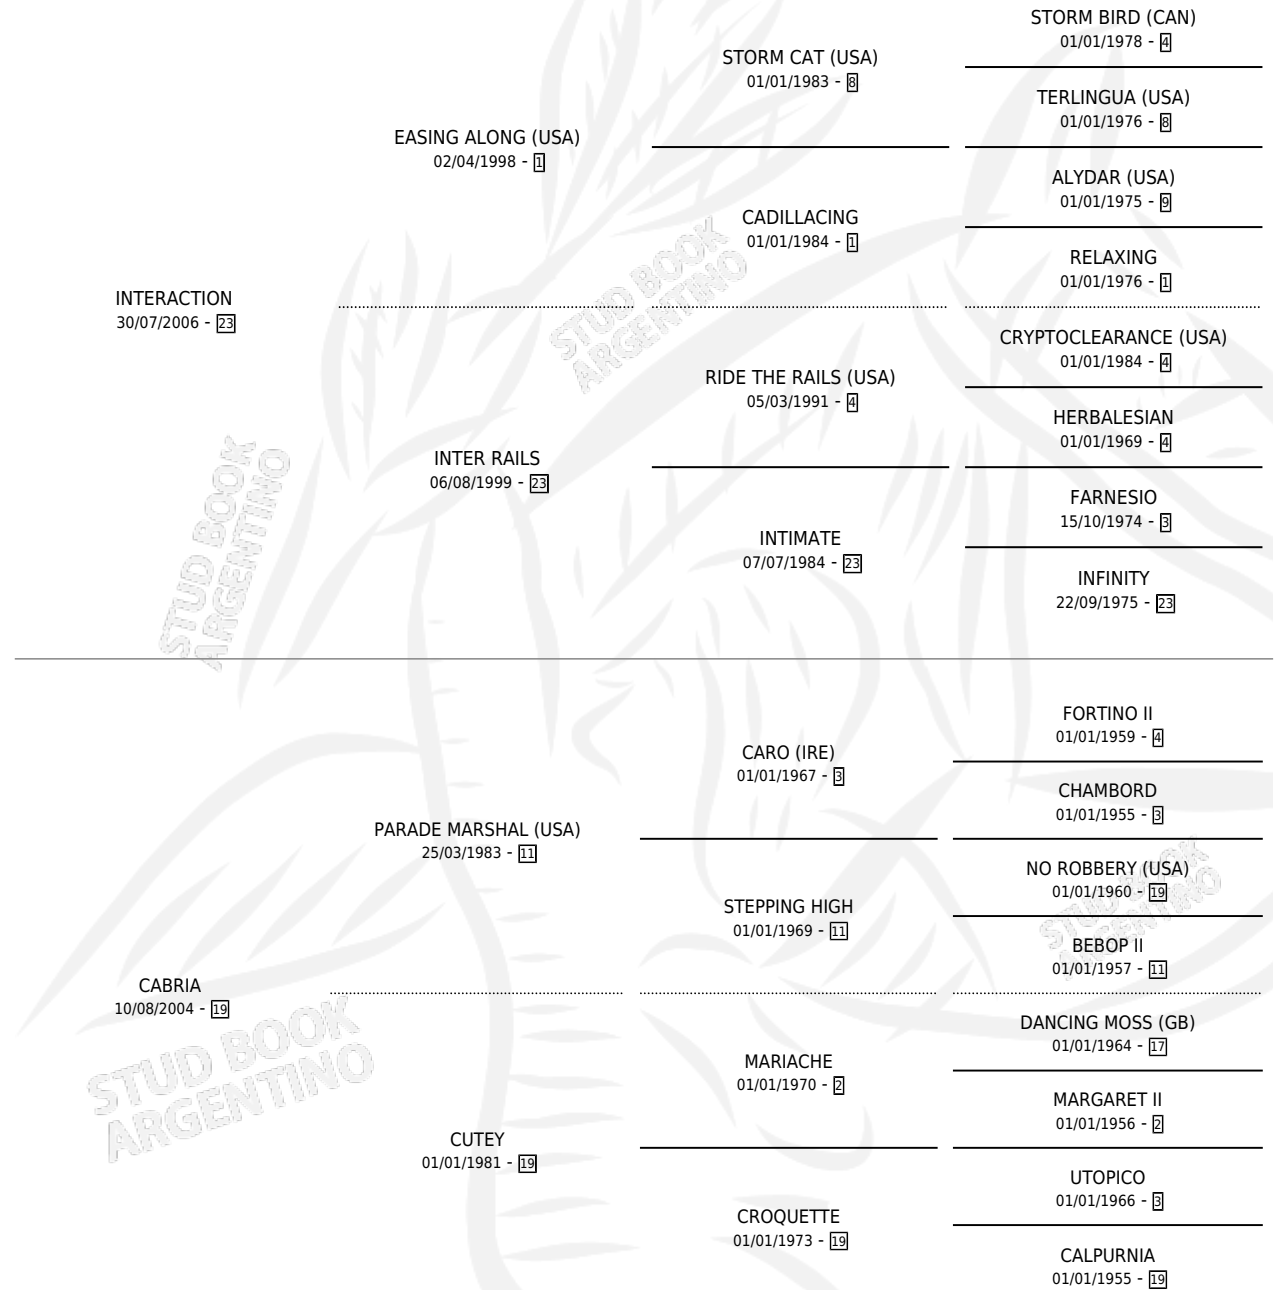 STORM BIRD (CAN)
01/01/1978 - 4
STORM CAT (USA)
01/01/1983 - 8
TERLINGUA (USA)
01/01/1976 - 8
EASING ALONG (USA)
02/04/1998 - 1
ALYDAR (USA)
01/01/1975 - 9
CADILLACING
01/01/1984 - 1
RELAXING
01/01/1976 - 1
INTERACTION
30/07/2006 - 23
CRYPTOCLEARANCE (USA)
01/01/1984 - 4
RIDE THE RAILS (USA)
05/03/1991 - 4
HERBALESIAN
01/01/1969 - 4
INTER RAILS
06/08/1999 - 23
FARNESIO
15/10/1974 - 3
INTIMATE
07/07/1984 - 23
INFINITY
22/09/1975 - 23
FORTINO II
01/01/1959 - 4
CARO (IRE)
01/01/1967 - 3
CHAMBORD
01/01/1955 - 3
PARADE MARSHAL (USA)
25/03/1983 - 11
NO ROBBERY (USA)
01/01/1960 - 19
STEPPING HIGH
01/01/1969 - 11
BEBOP II
01/01/1957 - 11
CABRIA
10/08/2004 - 19
DANCING MOSS (GB)
01/01/1964 - 17
MARIACHE
01/01/1970 - 2
MARGARET II
01/01/1956 - 2
CUTEY
01/01/1981 - 19
UTOPICO
01/01/1966 - 3
CROQUETTE
01/01/1973 - 19
CALPURNIA
01/01/1955 - 19
STUD BOOK
ARGENTINO
STUD BOOK
ARGENTINO
STUD BOOK
ARGENTINO
STUD BOOK
ARGENTINO